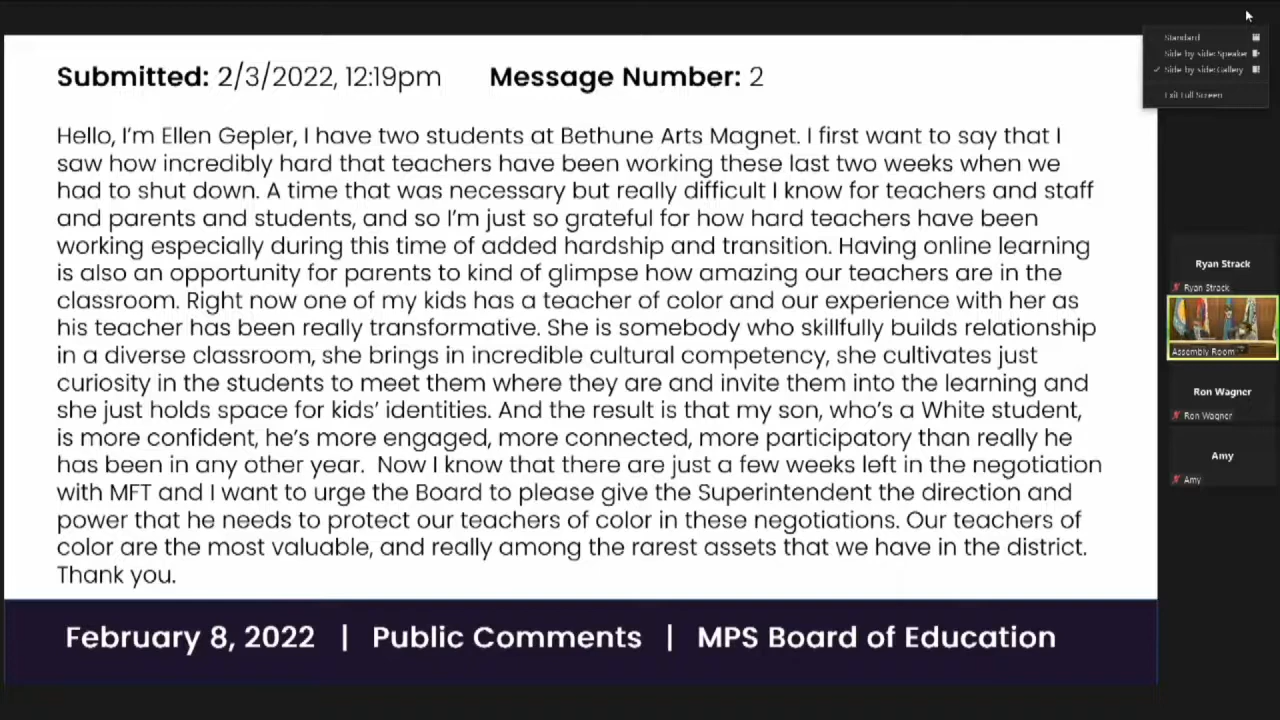 Submitted: 2/3/2022, 12:19pm Message Number: 2
Hello, I'm Ellen Gepler, I have two students at Bethune Arts Magnet. I first want to say that I
saw how incredibly hard that teachers have been working these last two weeks when we
had to shut down. A time that was necessary but really difficult I know for teachers and staff
and parents and students, and so I'm just so grateful for how hard teachers have been
working especially during this time of added hardship and transition. Having online learning
is also an opportunity for parents to kind of glimpse how amazing our teachers are in the
classroom. Right now one of my kids has a teacher of color and our experience with her as
his teacher has been really transformative. She is somebody who skillfully builds relationship
in a diverse classroom, she brings in incredible cultural competency, she cultivates just
curiosity in the students to meet them where they are and invite them into the learning and
she just holds space for kids' identities. And the result is that my son, who's a White student,
is more confident, he's more engaged, more connected, more participatory than really he
has been in any other year. Now I know that there are just a few weeks left in the negotiation
with MFT and I want to urge the Board to please give the Superintendent the direction and
power that he needs to protect our teachers of color in these negotiations. Our teachers of
color are the most valuable, and really among the rarest assets that we have in the district.
Thank you.
February 8, 2022 | Public Comments | MPS Board of Education
Standard
Side-by-side: Speaker
Side-by-side: Gallery
Exit Full Screen
Ryan Strack
Ryan Strack
Assembly Room
Ron Wagner
Ron Wagner
Amy
Amy